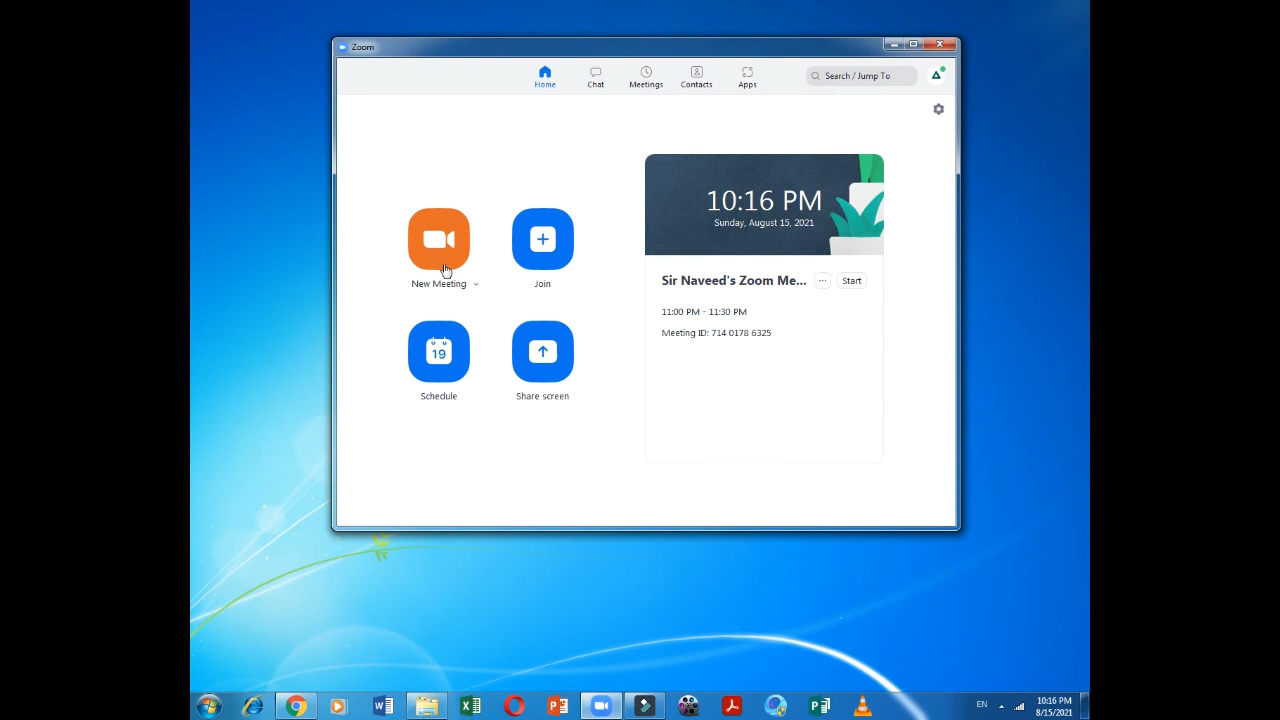 Zoom
Home
Chat
Meetings
Contacts
Apps
Search / Jump To
10:16 PM
Sunday, August 15, 2021
New Meeting
Join
Sir Naveed's Zoom Me...
Start
11:00 PM - 11:30 PM
Meeting ID: 714 0178 6325
19
Schedule
Share screen
EN
10:16 PM
8/15/2021